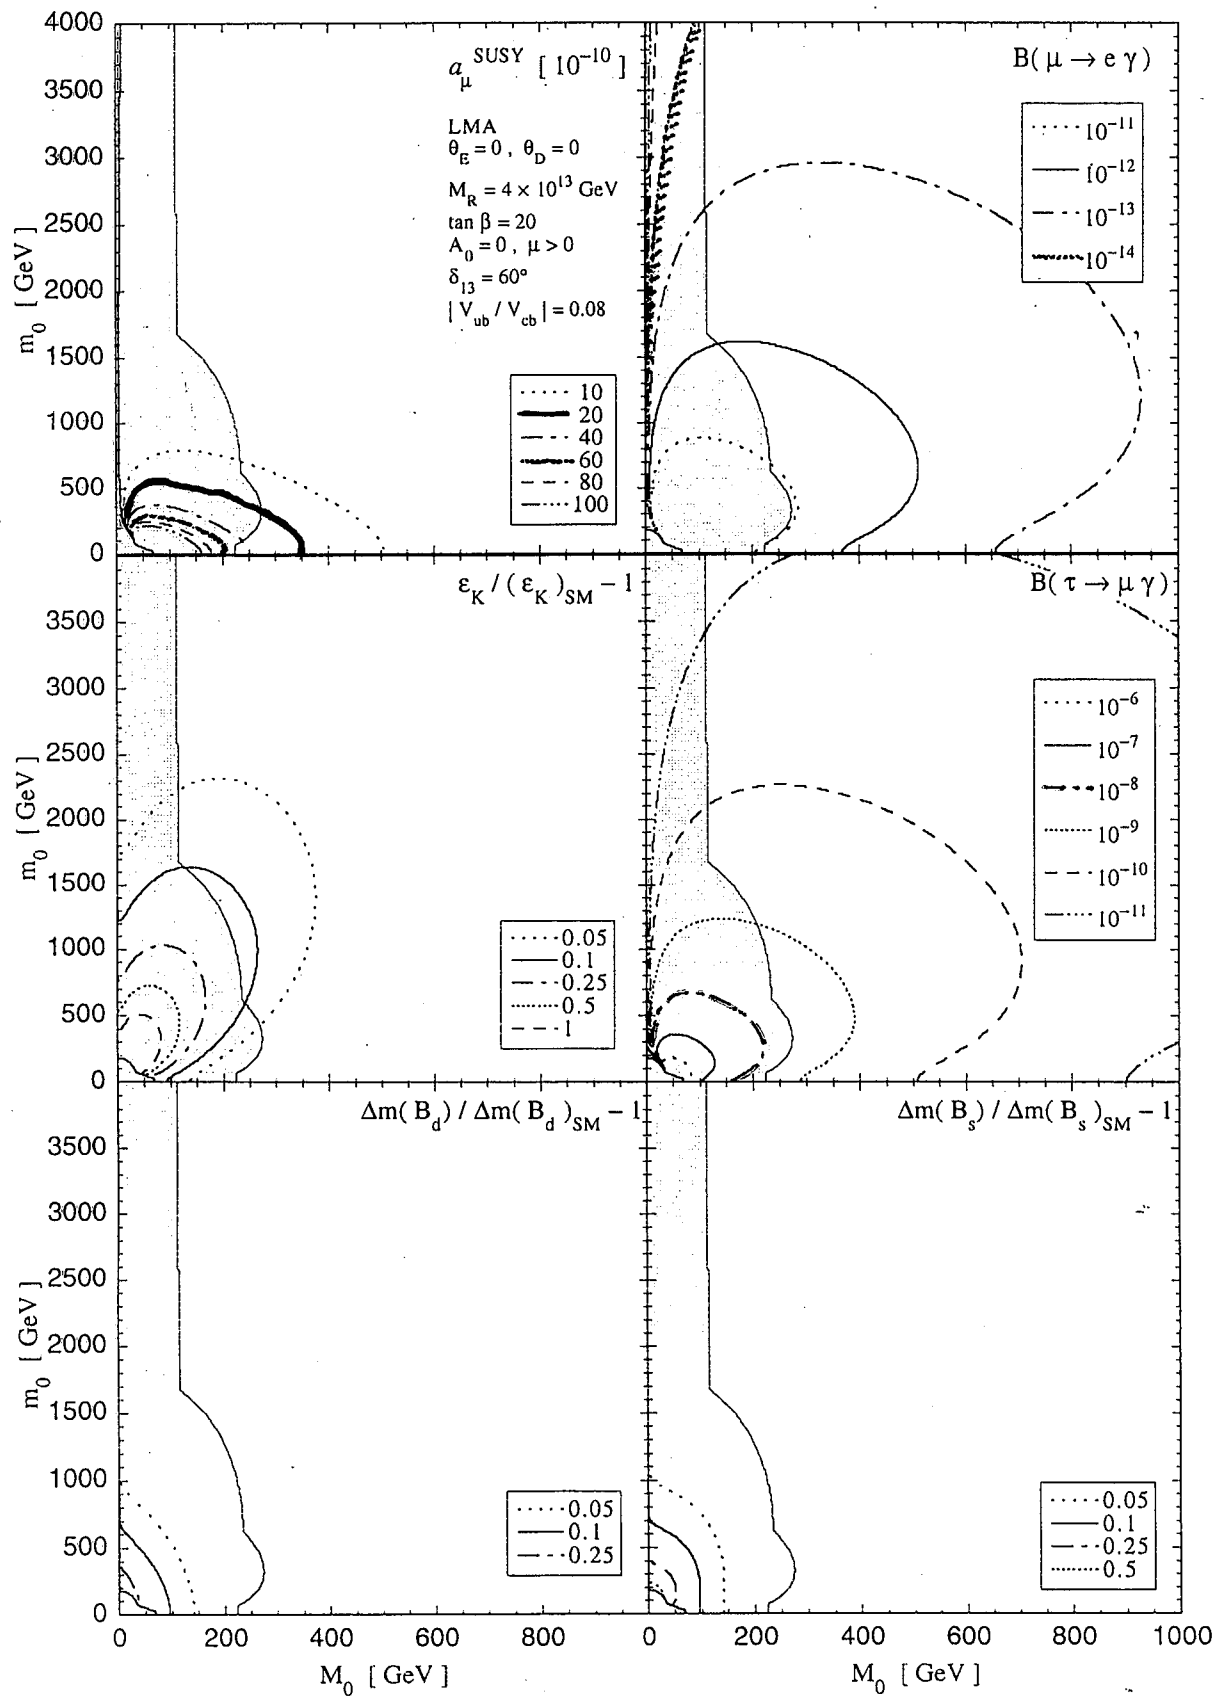 4000
3500
3000
2500
2000
1500
1000
500
0
m_0 [ GeV ]
a_μ^SUSY [ 10^-10 ]
LMA
θ_E = 0 , θ_D = 0
M_R = 4 × 10^13 GeV
tan β = 20
A_0 = 0 , μ > 0
δ_13 = 60°
| V_ub / V_cb | = 0.08
10
20
40
60
80
100
B( μ → e γ )
10^-11
10^-12
10^-13
10^-14
3500
3000
2500
2000
1500
1000
500
0
m_0 [ GeV ]
ε_K / ( ε_K )_SM − 1
0.05
0.1
0.25
0.5
1
B( τ → μ γ )
10^-6
10^-7
10^-8
10^-9
10^-10
10^-11
3500
3000
2500
2000
1500
1000
500
0
m_0 [ GeV ]
Δm( B_d ) / Δm( B_d )_SM − 1
0.05
0.1
0.25
Δm( B_s ) / Δm( B_s )_SM − 1
0.05
0.1
0.25
0.5
0 200 400 600 800 0 200 400 600 800 1000
M_0 [ GeV ] M_0 [ GeV ]